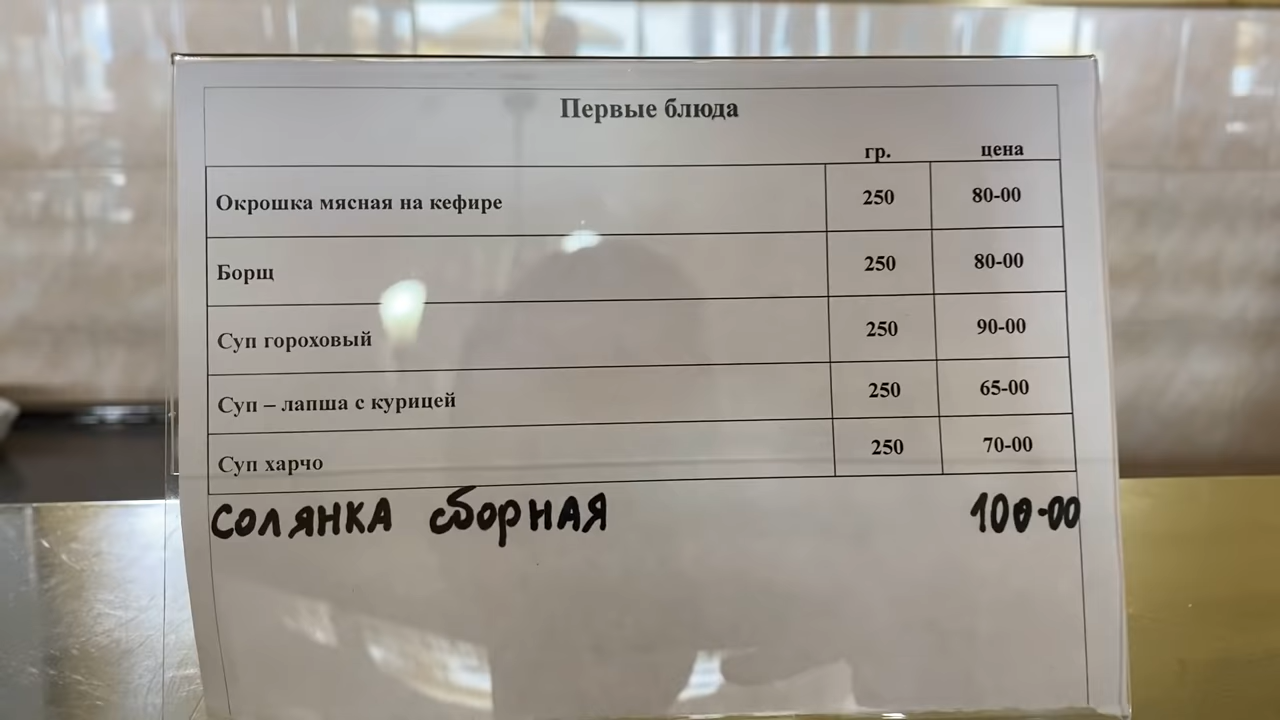 Первые блюда
гр. цена
Окрошка мясная на кефире 250 80-00
Борщ 250 80-00
Суп гороховый 250 90-00
Суп – лапша с курицей 250 65-00
Суп харчо 250 70-00
СОЛЯНКА СБОРНАЯ 100-00